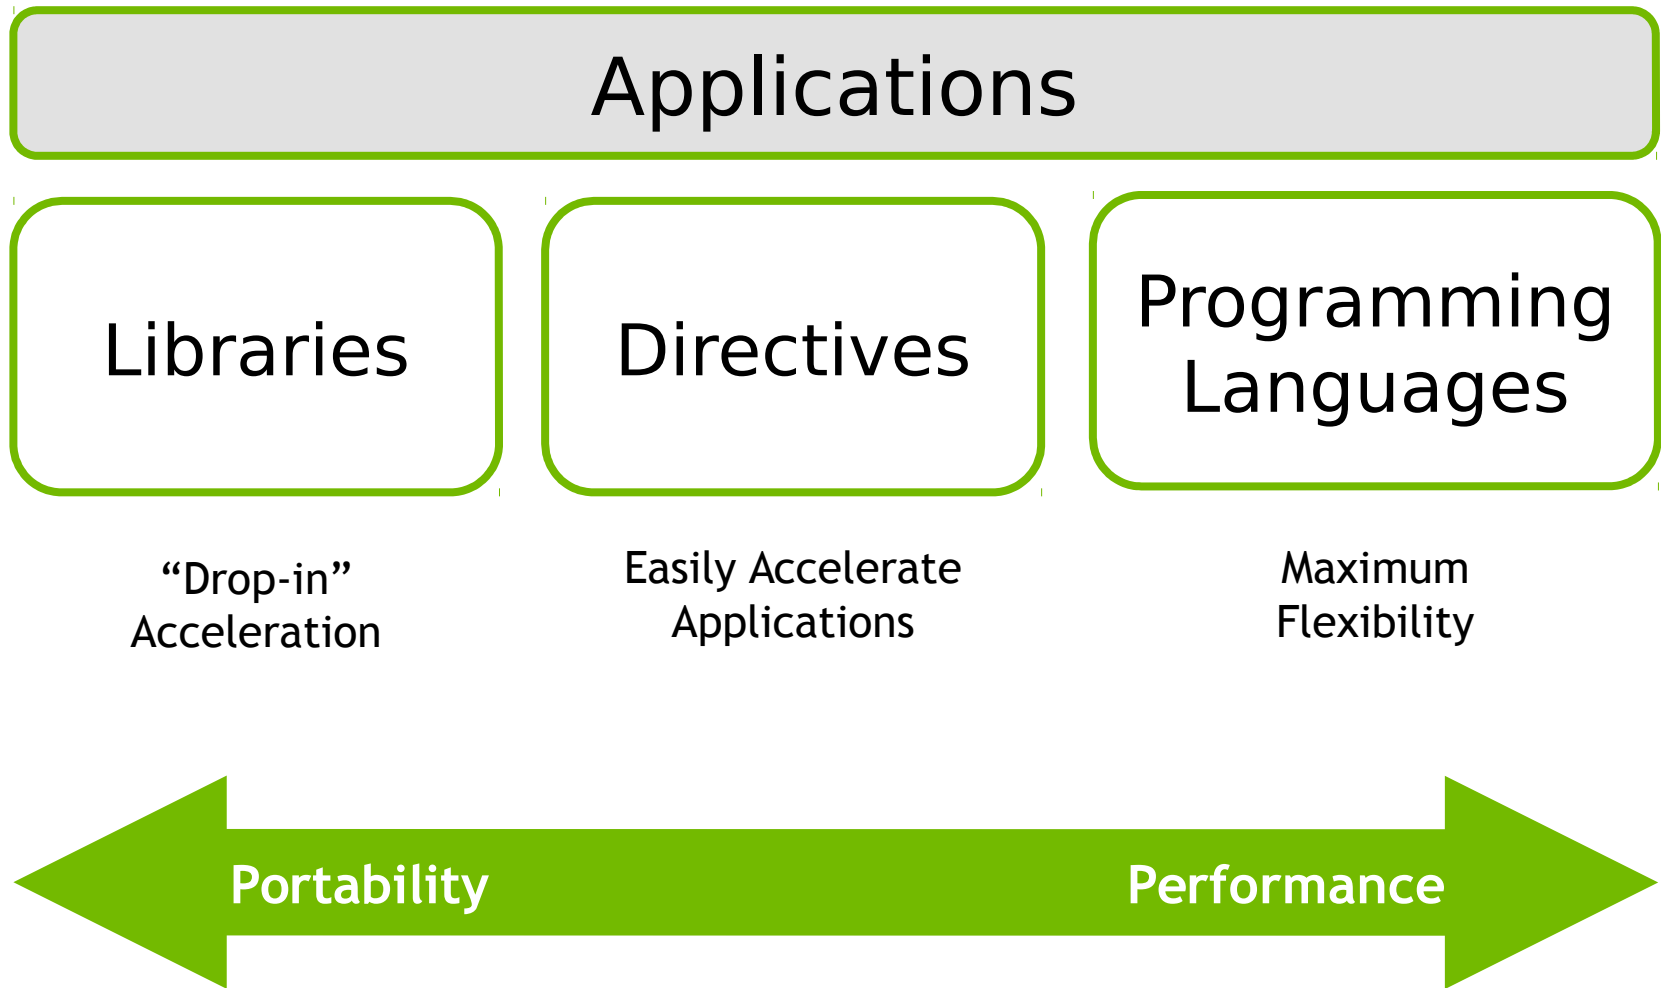 Applications
Libraries
Directives
Programming
Languages
“Drop-in”
Acceleration
Easily Accelerate
Applications
Maximum
Flexibility
Portability
Performance